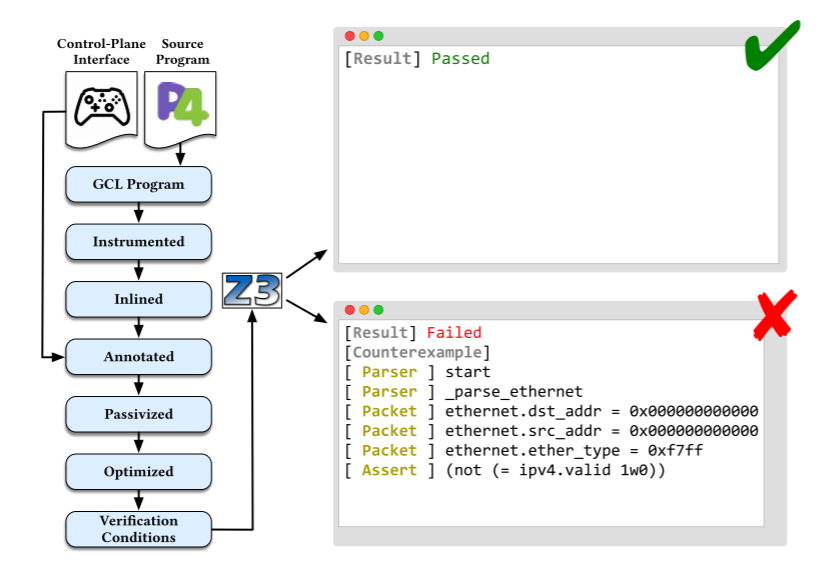 Control-Plane
Interface
Source
Program
P4
GCL Program
Instrumented
Inlined
Annotated
Passivized
Optimized
Verification
Conditions
Z3
[Result] Passed
[Result] Failed
[Counterexample]
[ Parser ] start
[ Parser ] _parse_ethernet
[ Packet ] ethernet.dst_addr = 0x000000000000
[ Packet ] ethernet.src_addr = 0x000000000000
[ Packet ] ethernet.ether_type = 0xf7ff
[ Assert ] (not (= ipv4.valid 1w0))